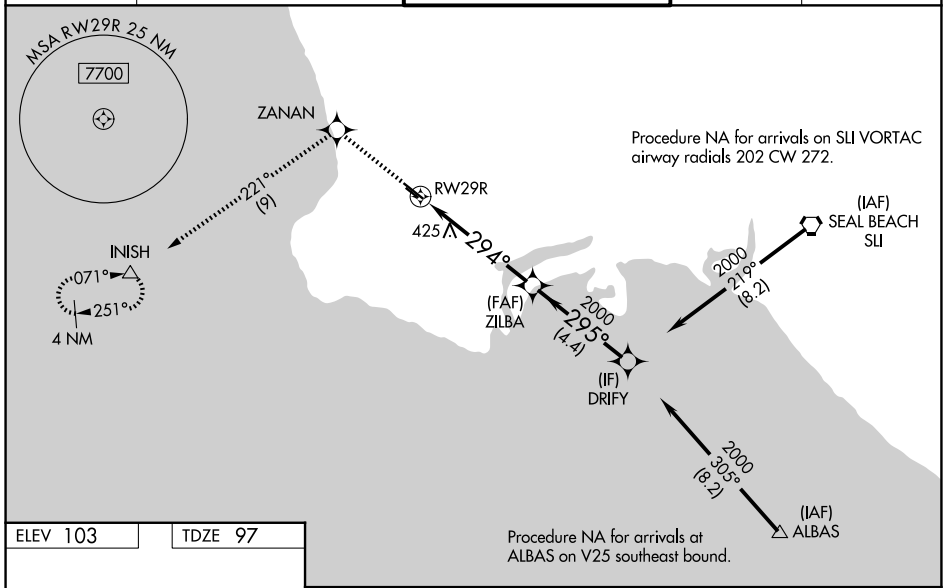 MSA RW29R 25 NM
7700
ZANAN
Procedure NA for arrivals on SLI VORTAC
airway radials 202 CW 272.
RW29R
221°
(9)
(IAF)
SEAL BEACH
SLI
425
294°
2000
219°
(8.2)
INISH
071°
251°
4 NM
(FAF)
ZILBA
2000
295°
(4.4)
(IF)
DRIFY
2000
305°
(8.2)
(IAF)
ALBAS
Procedure NA for arrivals at
ALBAS on V25 southeast bound.
ELEV 103
TDZE 97